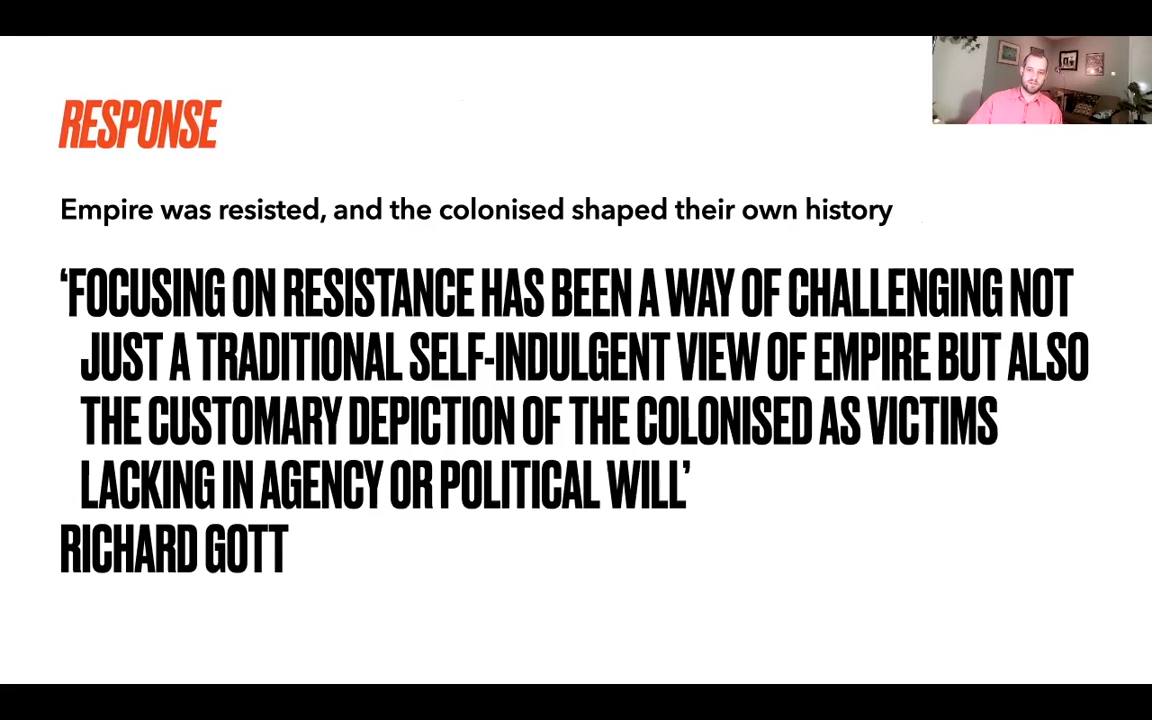 RESPONSE
Empire was resisted, and the colonised shaped their own history
‘FOCUSING ON RESISTANCE HAS BEEN A WAY OF CHALLENGING NOT
JUST A TRADITIONAL SELF-INDULGENT VIEW OF EMPIRE BUT ALSO
THE CUSTOMARY DEPICTION OF THE COLONISED AS VICTIMS
LACKING IN AGENCY OR POLITICAL WILL’
RICHARD GOTT